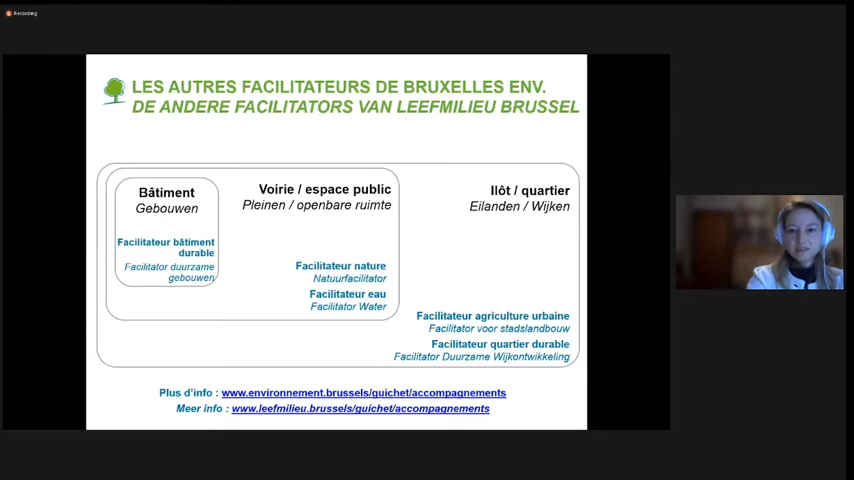 Recording
LES AUTRES FACILITATEURS DE BRUXELLES ENV.
DE ANDERE FACILITATORS VAN LEEFMILIEU BRUSSEL
Bâtiment
Gebouwen
Facilitateur bâtiment
durable
Facilitator duurzame
gebouwen
Voirie / espace public
Pleinen / openbare ruimte
Facilitateur nature
Natuurfacilitator
Facilitateur eau
Facilitator Water
Ilôt / quartier
Eilanden / Wijken
Facilitateur agriculture urbaine
Facilitator voor stadslandbouw
Facilitateur quartier durable
Facilitator Duurzame Wijkontwikkeling
Plus d'info : www.environnement.brussels/guichet/accompagnements
Meer info : www.leefmilieu.brussels/guichet/accompagnements